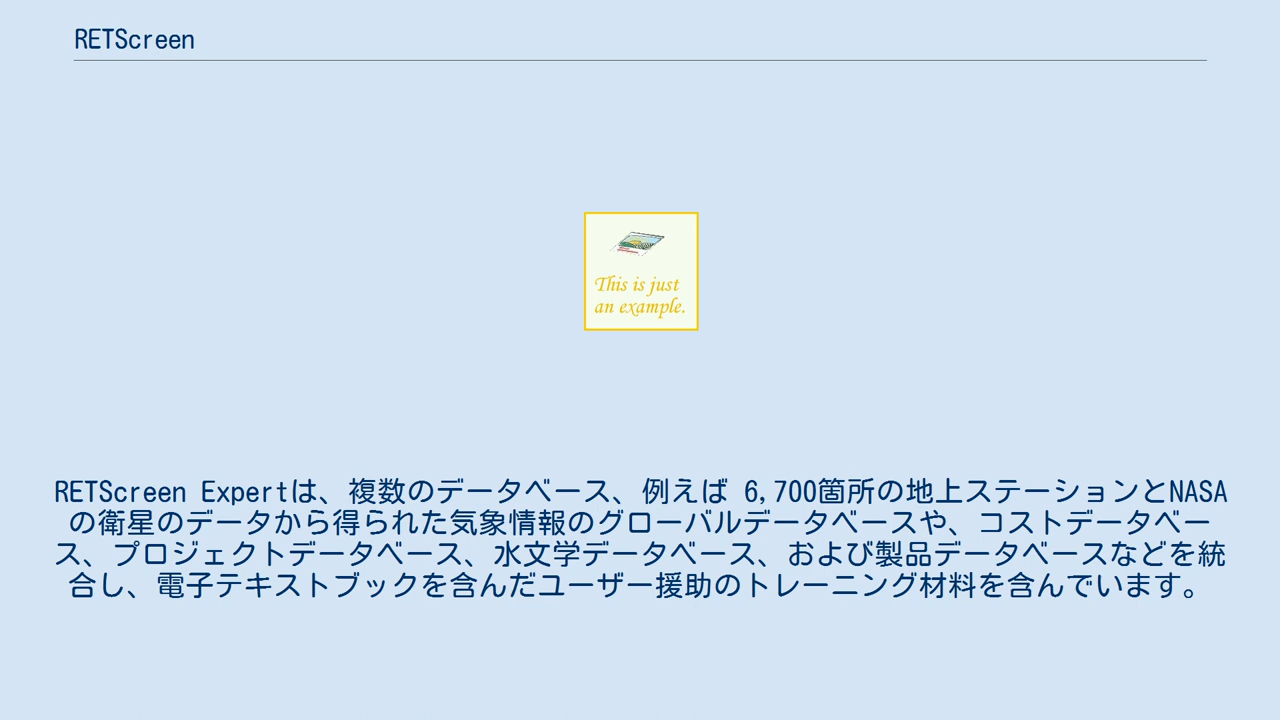 RETScreen
This is just
an example.
RETScreen Expertは、複数のデータベース、例えば 6,700箇所の地上ステーションとNASA
の衛星のデータから得られた気象情報のグローバルデータベースや、コストデータベー
ス、プロジェクトデータベース、水文学データベース、および製品データベースなどを統
合し、電子テキストブックを含んだユーザー援助のトレーニング材料を含んでいます。